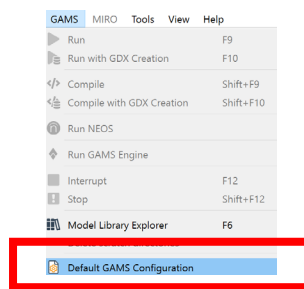 GAMS MIRO Tools View Help
Run F9
Run with GDX Creation F10
Compile Shift+F9
Compile with GDX Creation Shift+F10
Run NEOS
Run GAMS Engine
Interrupt F12
Stop Shift+F12
Model Library Explorer F6
Default GAMS Configuration